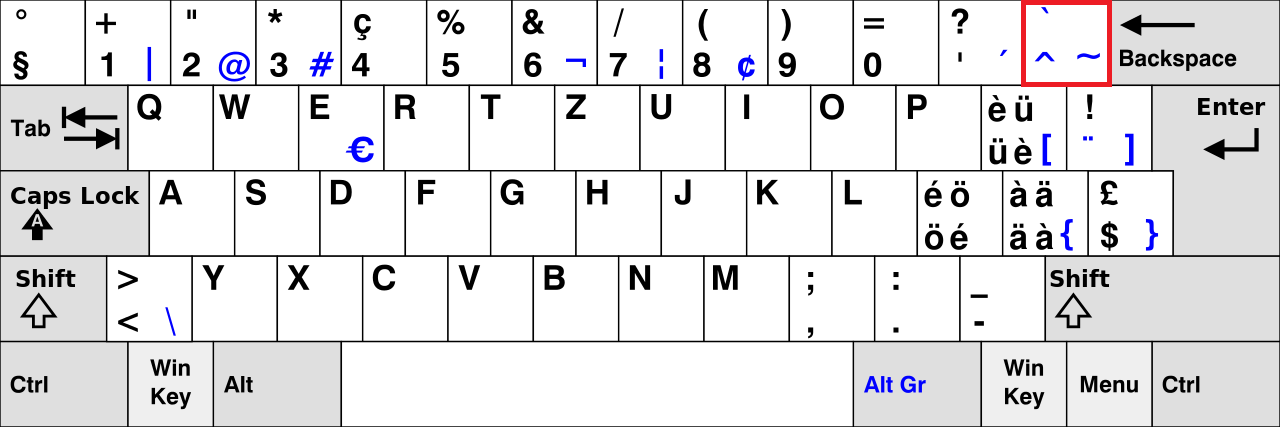 ° + " * ç % & / ( ) = ? `
§ 1 | 2 @ 3 # 4 5 6 ¬ 7 ¦ 8 ¢ 9 0 ' ´ ^ ~ Backspace
Tab Q W E R T Z U I O P è ü ! Enter
€ ü è [ ¨ ]
Caps Lock A S D F G H J K L é ö à ä £
A ö é ä à { $ }
Shift > Y X C V B N M ; : _ Shift
< \ , . -
Ctrl Win Key Alt Alt Gr Win Key Menu Ctrl